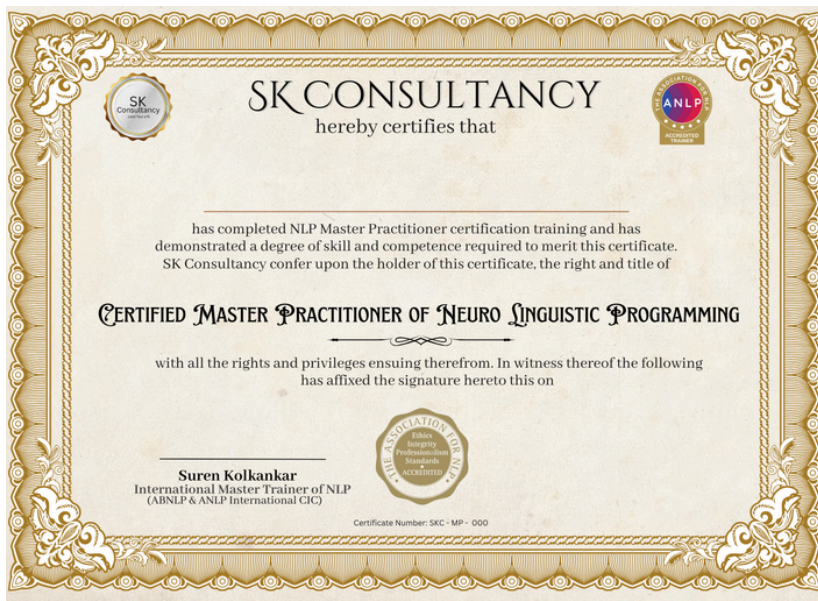 SK CONSULTANCY
SK
Consultancy
hereby certifies that
THE ASSOCIATION FOR NLP
ANLP
ACCREDITED
TRAINER
has completed NLP Master Practitioner certification training and has
demonstrated a degree of skill and competence required to merit this certificate.
SK Consultancy confer upon the holder of this certificate, the right and title of
CERTIFIED MASTER PRACTITIONER OF NEURO LINGUISTIC PROGRAMMING
with all the rights and privileges ensuing therefrom. In witness thereof the following
has affixed the signature hereto this on
THE ASSOCIATION FOR NLP
Ethics
Integrity
Professionalism
Standards
ACCREDITED
Suren Kolkankar
International Master Trainer of NLP
(ABNLP & ANLP International CIC)
Certificate Number: SKC - MP - 000